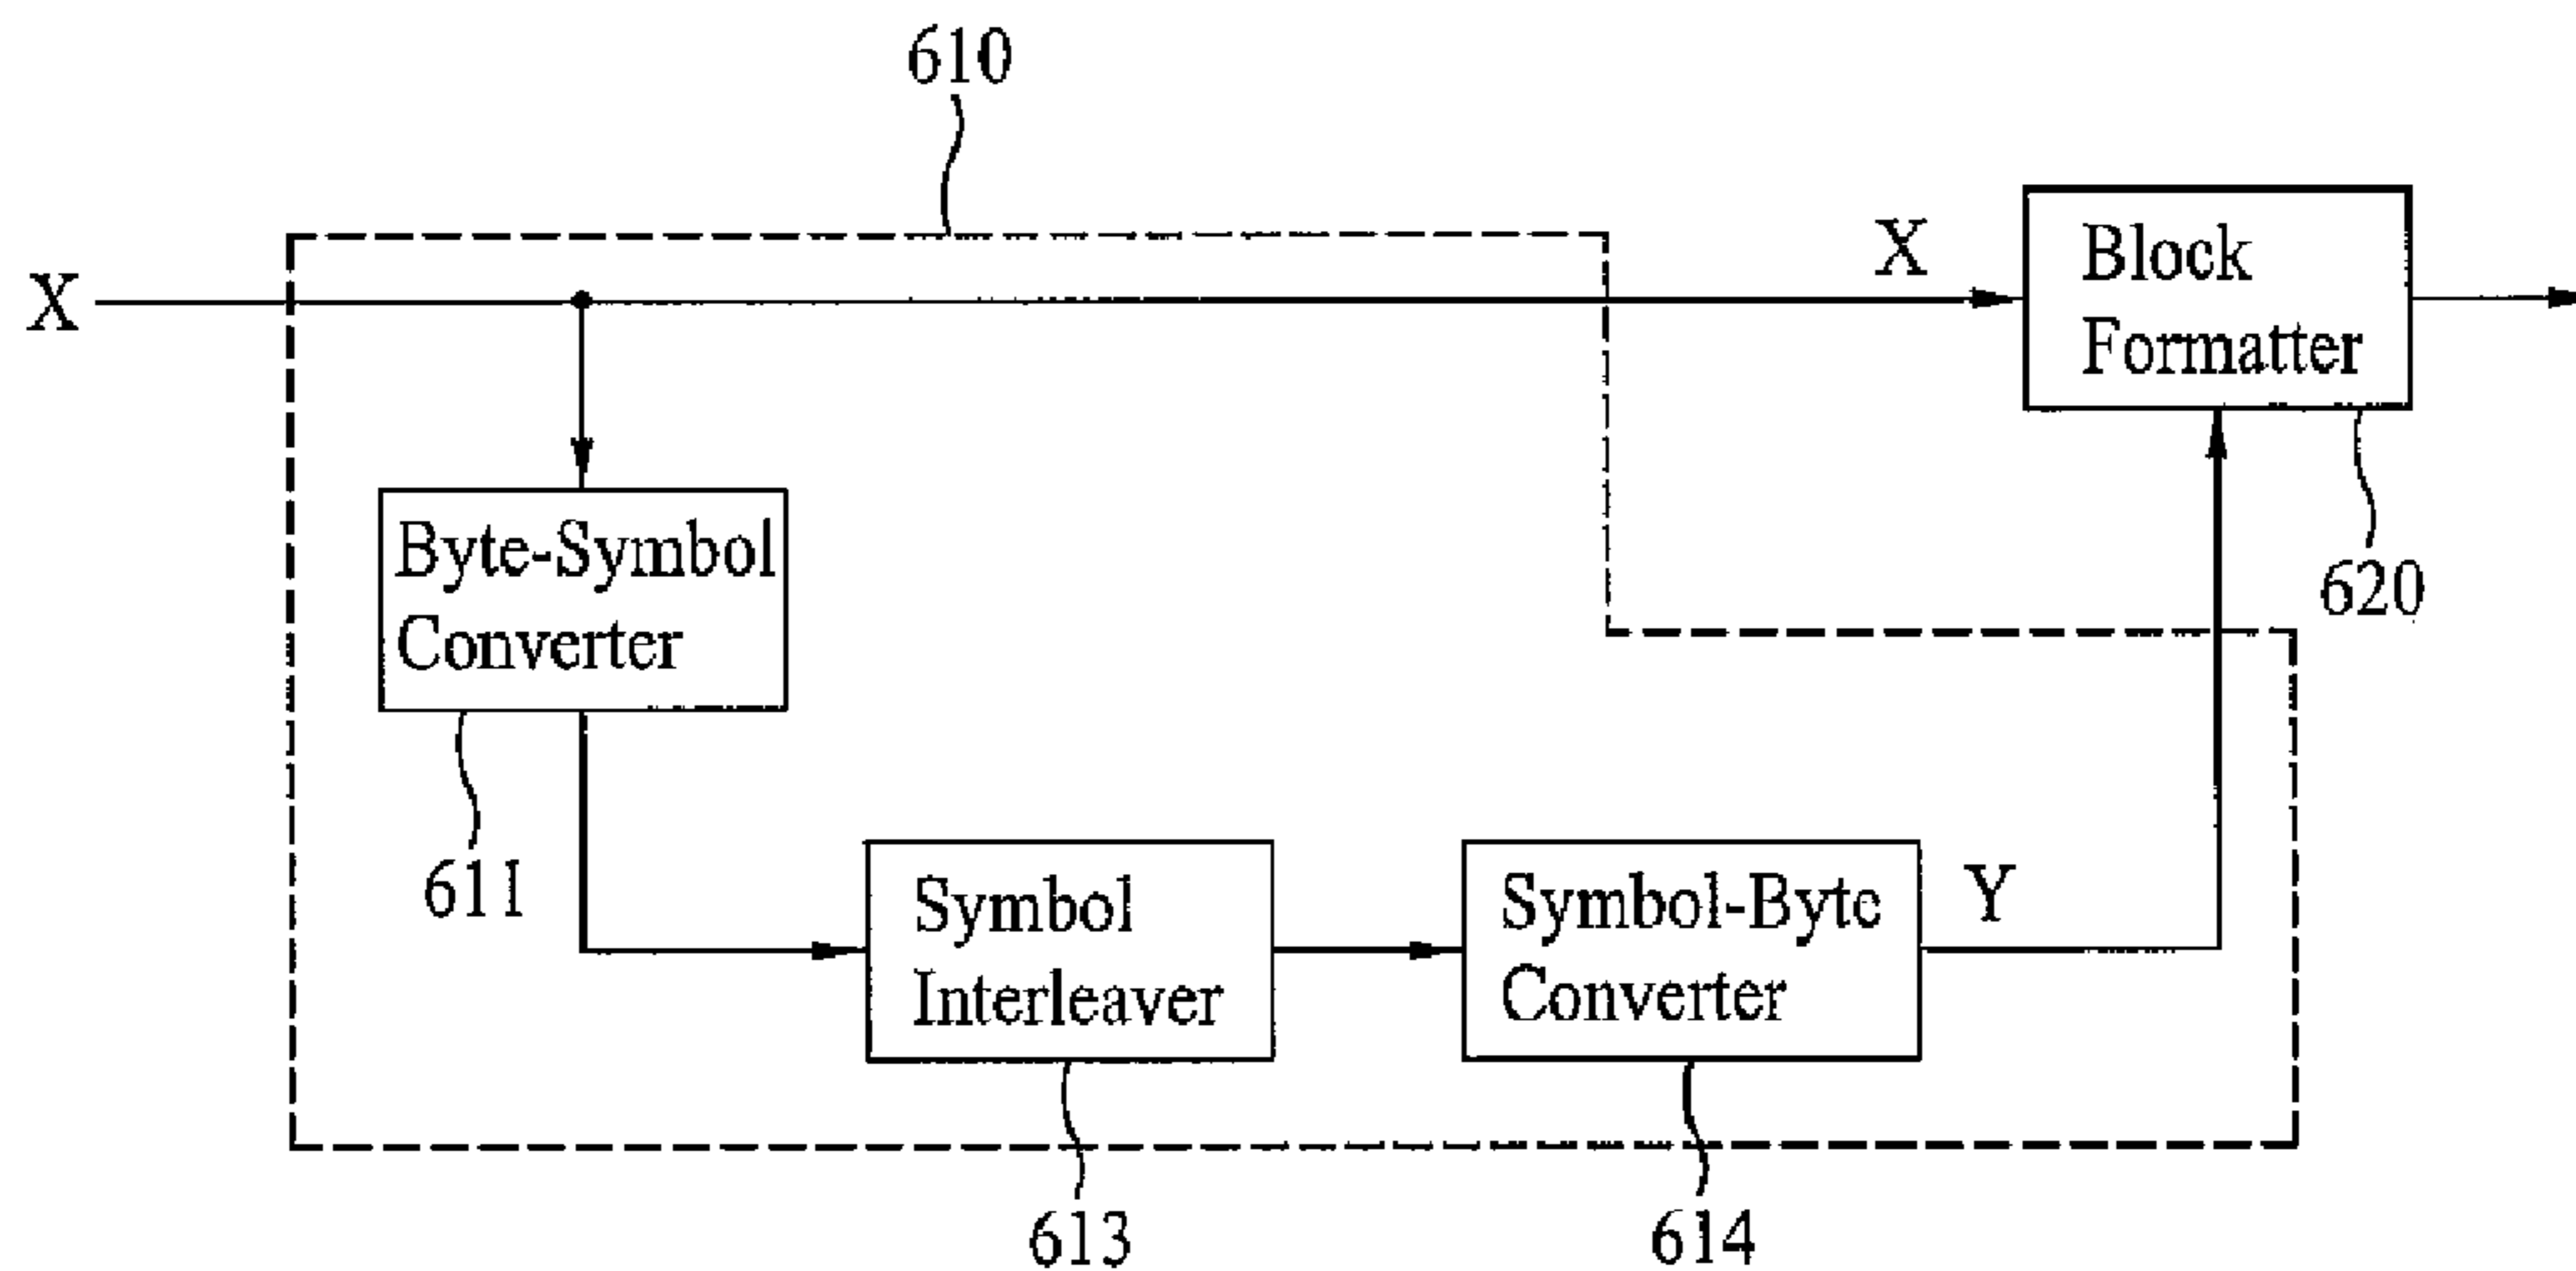 610
X
X
Block
Formatter
620
Byte-Symbol
Converter
611
Symbol
Interleaver
613
Symbol-Byte
Converter
614
Y